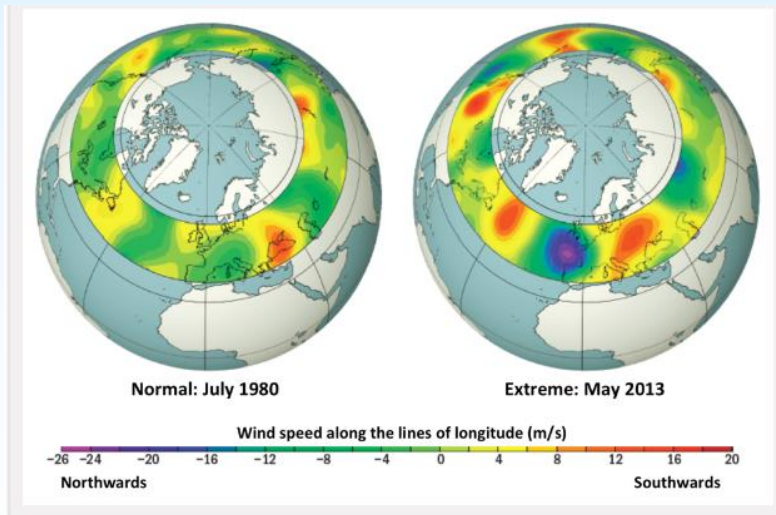 Normal: July 1980
Extreme: May 2013
Wind speed along the lines of longitude (m/s)
−26 −24 −20 −16 −12 −8 −4 0 4 8 12 16 20
Northwards
Southwards